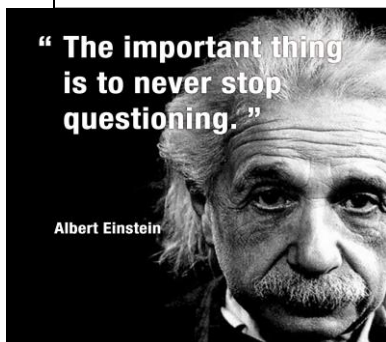 “ The important thing
is to never stop
questioning. ”
Albert Einstein